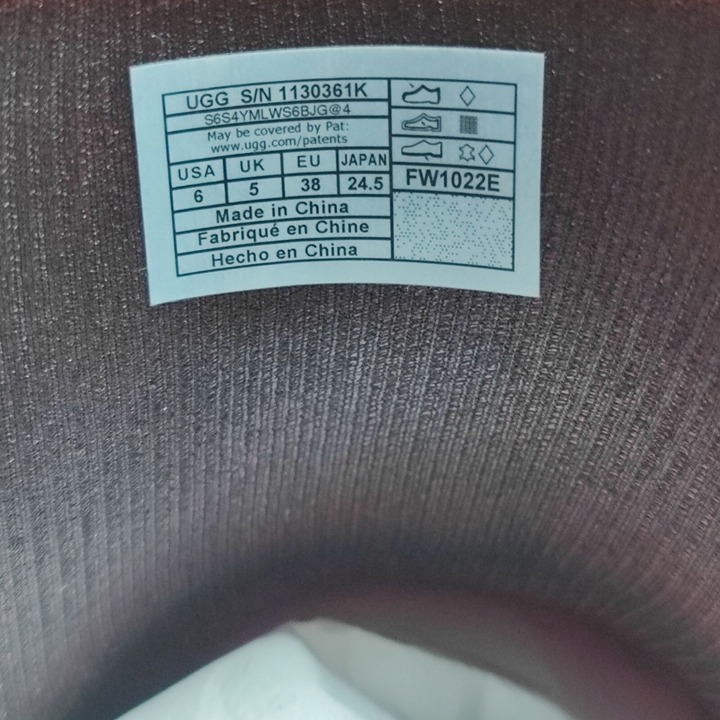 UGG S/N 1130361K
S6S4YMLWS6BJG@4
May be covered by Pat:
www.ugg.com/patents
USA UK EU JAPAN
6 5 38 24.5
Made in China
Fabriqué en Chine
Hecho en China
FW1022E